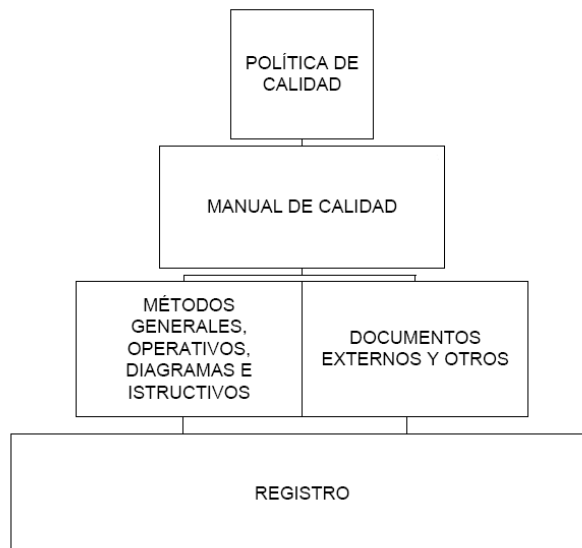 POLÍTICA DE
CALIDAD
MANUAL DE CALIDAD
MÉTODOS
GENERALES,
OPERATIVOS,
DIAGRAMAS E
ISTRUCTIVOS
DOCUMENTOS
EXTERNOS Y OTROS
REGISTRO